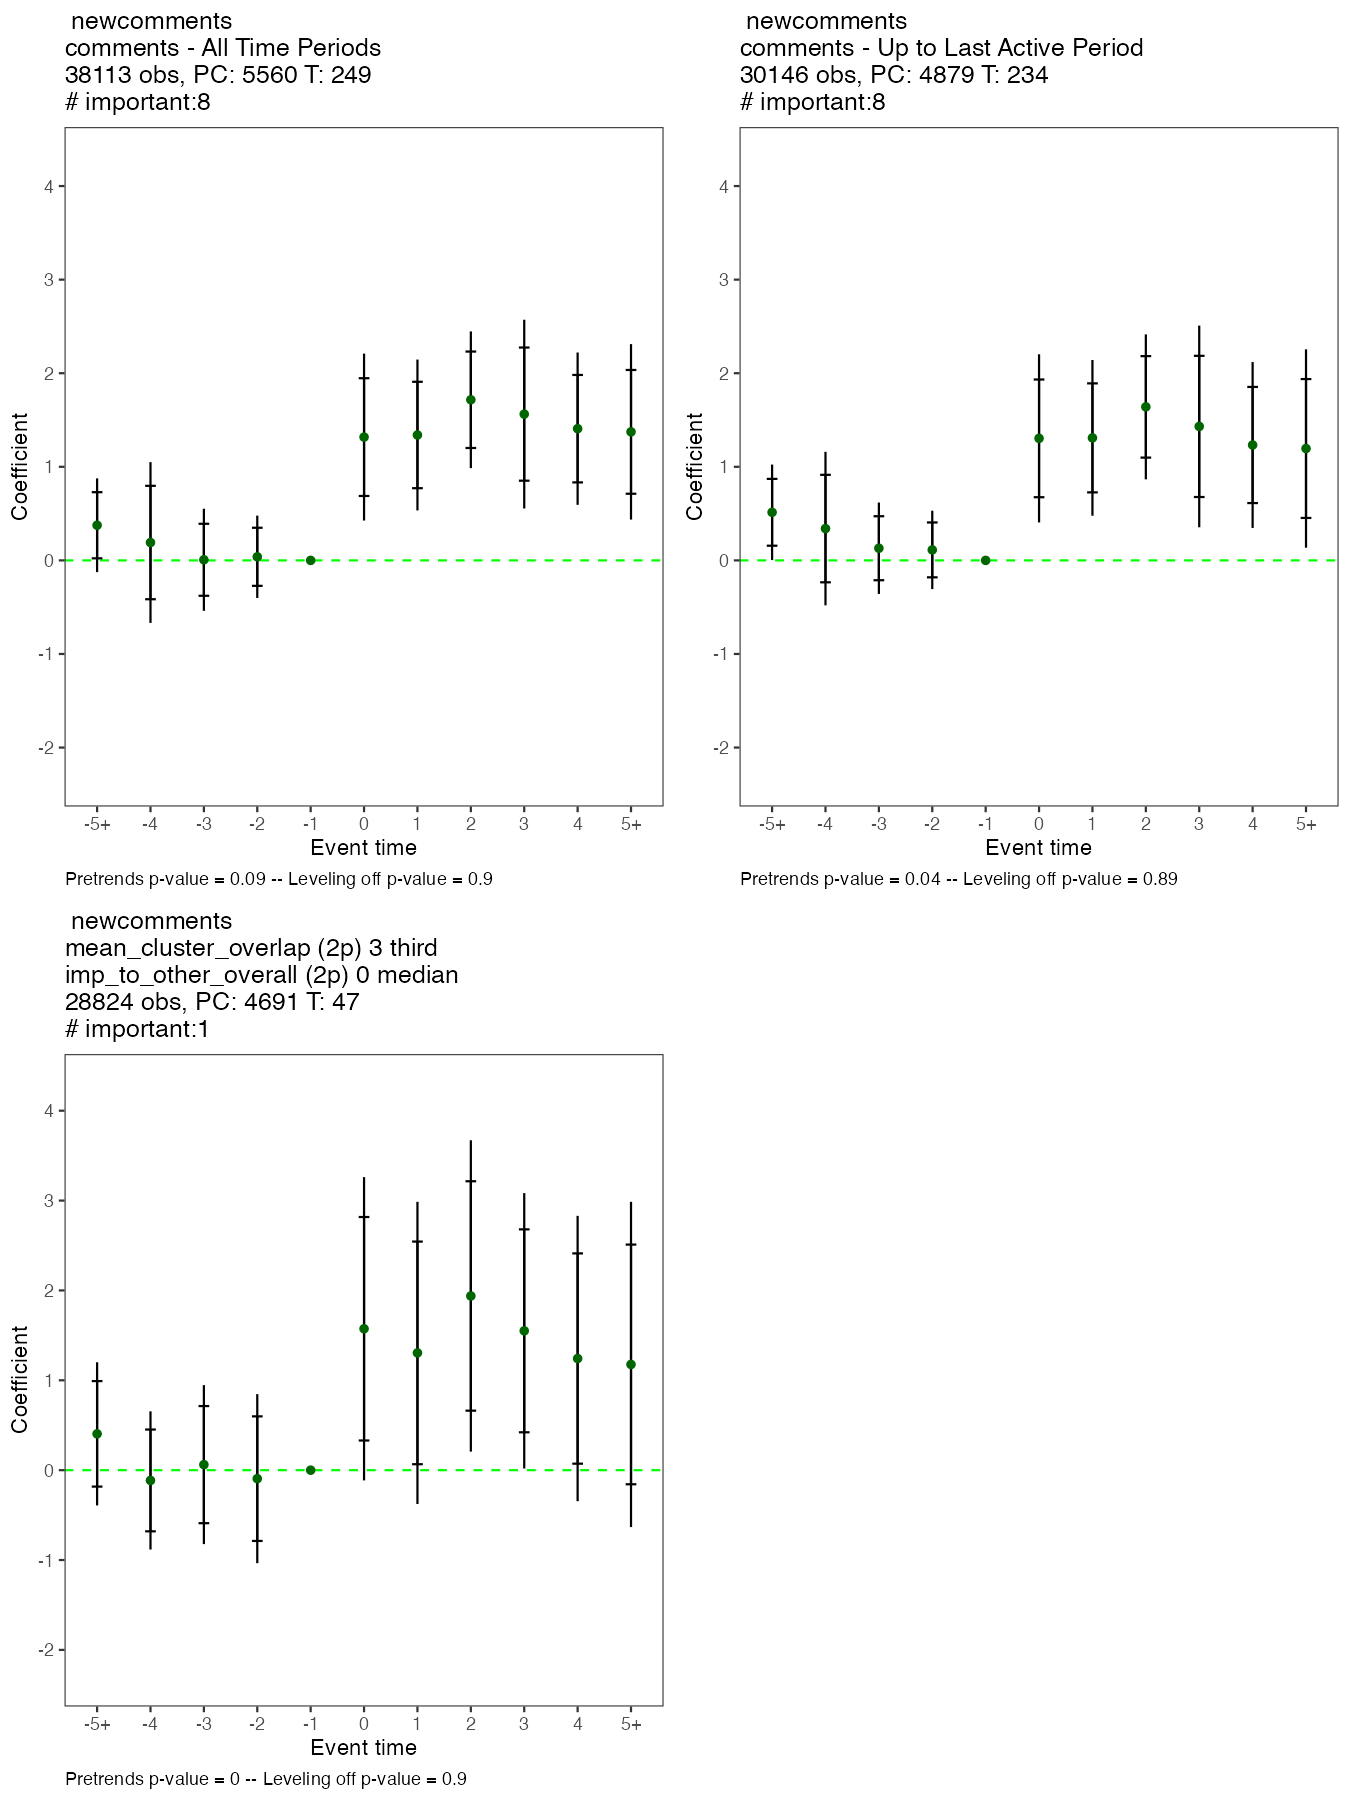 newcomments
comments - All Time Periods
38113 obs, PC: 5560 T: 249
# important:8
Coefficient
4
3
2
1
0
-1
-2
-5+ -4 -3 -2 -1 0 1 2 3 4 5+
Event time
Pretrends p-value = 0.09 -- Leveling off p-value = 0.9
newcomments
comments - Up to Last Active Period
30146 obs, PC: 4879 T: 234
# important:8
Coefficient
4
3
2
1
0
-1
-2
-5+ -4 -3 -2 -1 0 1 2 3 4 5+
Event time
Pretrends p-value = 0.04 -- Leveling off p-value = 0.89
newcomments
mean_cluster_overlap (2p) 3 third
imp_to_other_overall (2p) 0 median
28824 obs, PC: 4691 T: 47
# important:1
Coefficient
4
3
2
1
0
-1
-2
-5+ -4 -3 -2 -1 0 1 2 3 4 5+
Event time
Pretrends p-value = 0 -- Leveling off p-value = 0.9